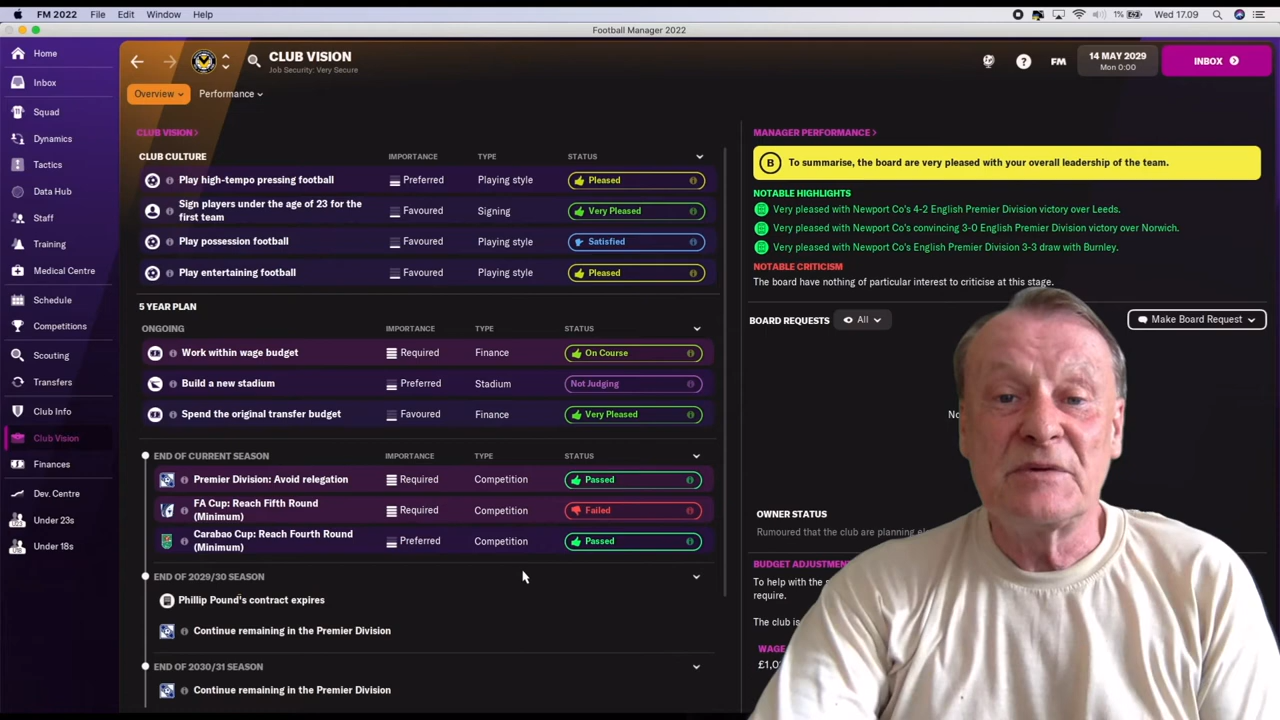 FM 2022 File Edit Window Help
1% Wed 17.09
Football Manager 2022
Home
Inbox
Squad
Dynamics
Tactics
Data Hub
Staff
Training
Medical Centre
Schedule
Competitions
Scouting
Transfers
Club Info
Club Vision
Finances
Dev. Centre
Under 23s
Under 18s
CLUB VISION
Job Security: Very Secure
? FM
14 MAY 2029
Mon 0:00
INBOX
Overview Performance
CLUB VISION >
CLUB CULTURE IMPORTANCE TYPE STATUS
Play high-tempo pressing football Preferred Playing style Pleased
Sign players under the age of 23 for the
first team
Favoured Signing Very Pleased
Play possession football Favoured Playing style Satisfied
Play entertaining football Favoured Playing style Pleased
5 YEAR PLAN
ONGOING IMPORTANCE TYPE STATUS
Work within wage budget Required Finance On Course
Build a new stadium Preferred Stadium Not Judging
Spend the original transfer budget Favoured Finance Very Pleased
END OF CURRENT SEASON IMPORTANCE TYPE STATUS
Premier Division: Avoid relegation Required Competition Passed
FA Cup: Reach Fifth Round
(Minimum)
Required Competition Failed
Carabao Cup: Reach Fourth Round
(Minimum)
Preferred Competition Passed
END OF 2029/30 SEASON
Phillip Pound's contract expires
Continue remaining in the Premier Division
END OF 2030/31 SEASON
Continue remaining in the Premier Division
MANAGER PERFORMANCE >
B To summarise, the board are very pleased with your overall leadership of the team.
NOTABLE HIGHLIGHTS
Very pleased with Newport Co's 4-2 English Premier Division victory over Leeds.
Very pleased with Newport Co's convincing 3-0 English Premier Division victory over Norwich.
Very pleased with Newport Co's English Premier Division 3-3 draw with Burnley.
NOTABLE CRITICISM
The board have nothing of particular interest to criticise at this stage.
BOARD REQUESTS All Make Board Request
OWNER STATUS
Rumoured that the club are planning
BUDGET ADJUSTMEN
To help with the
require.
The club is
WAGE